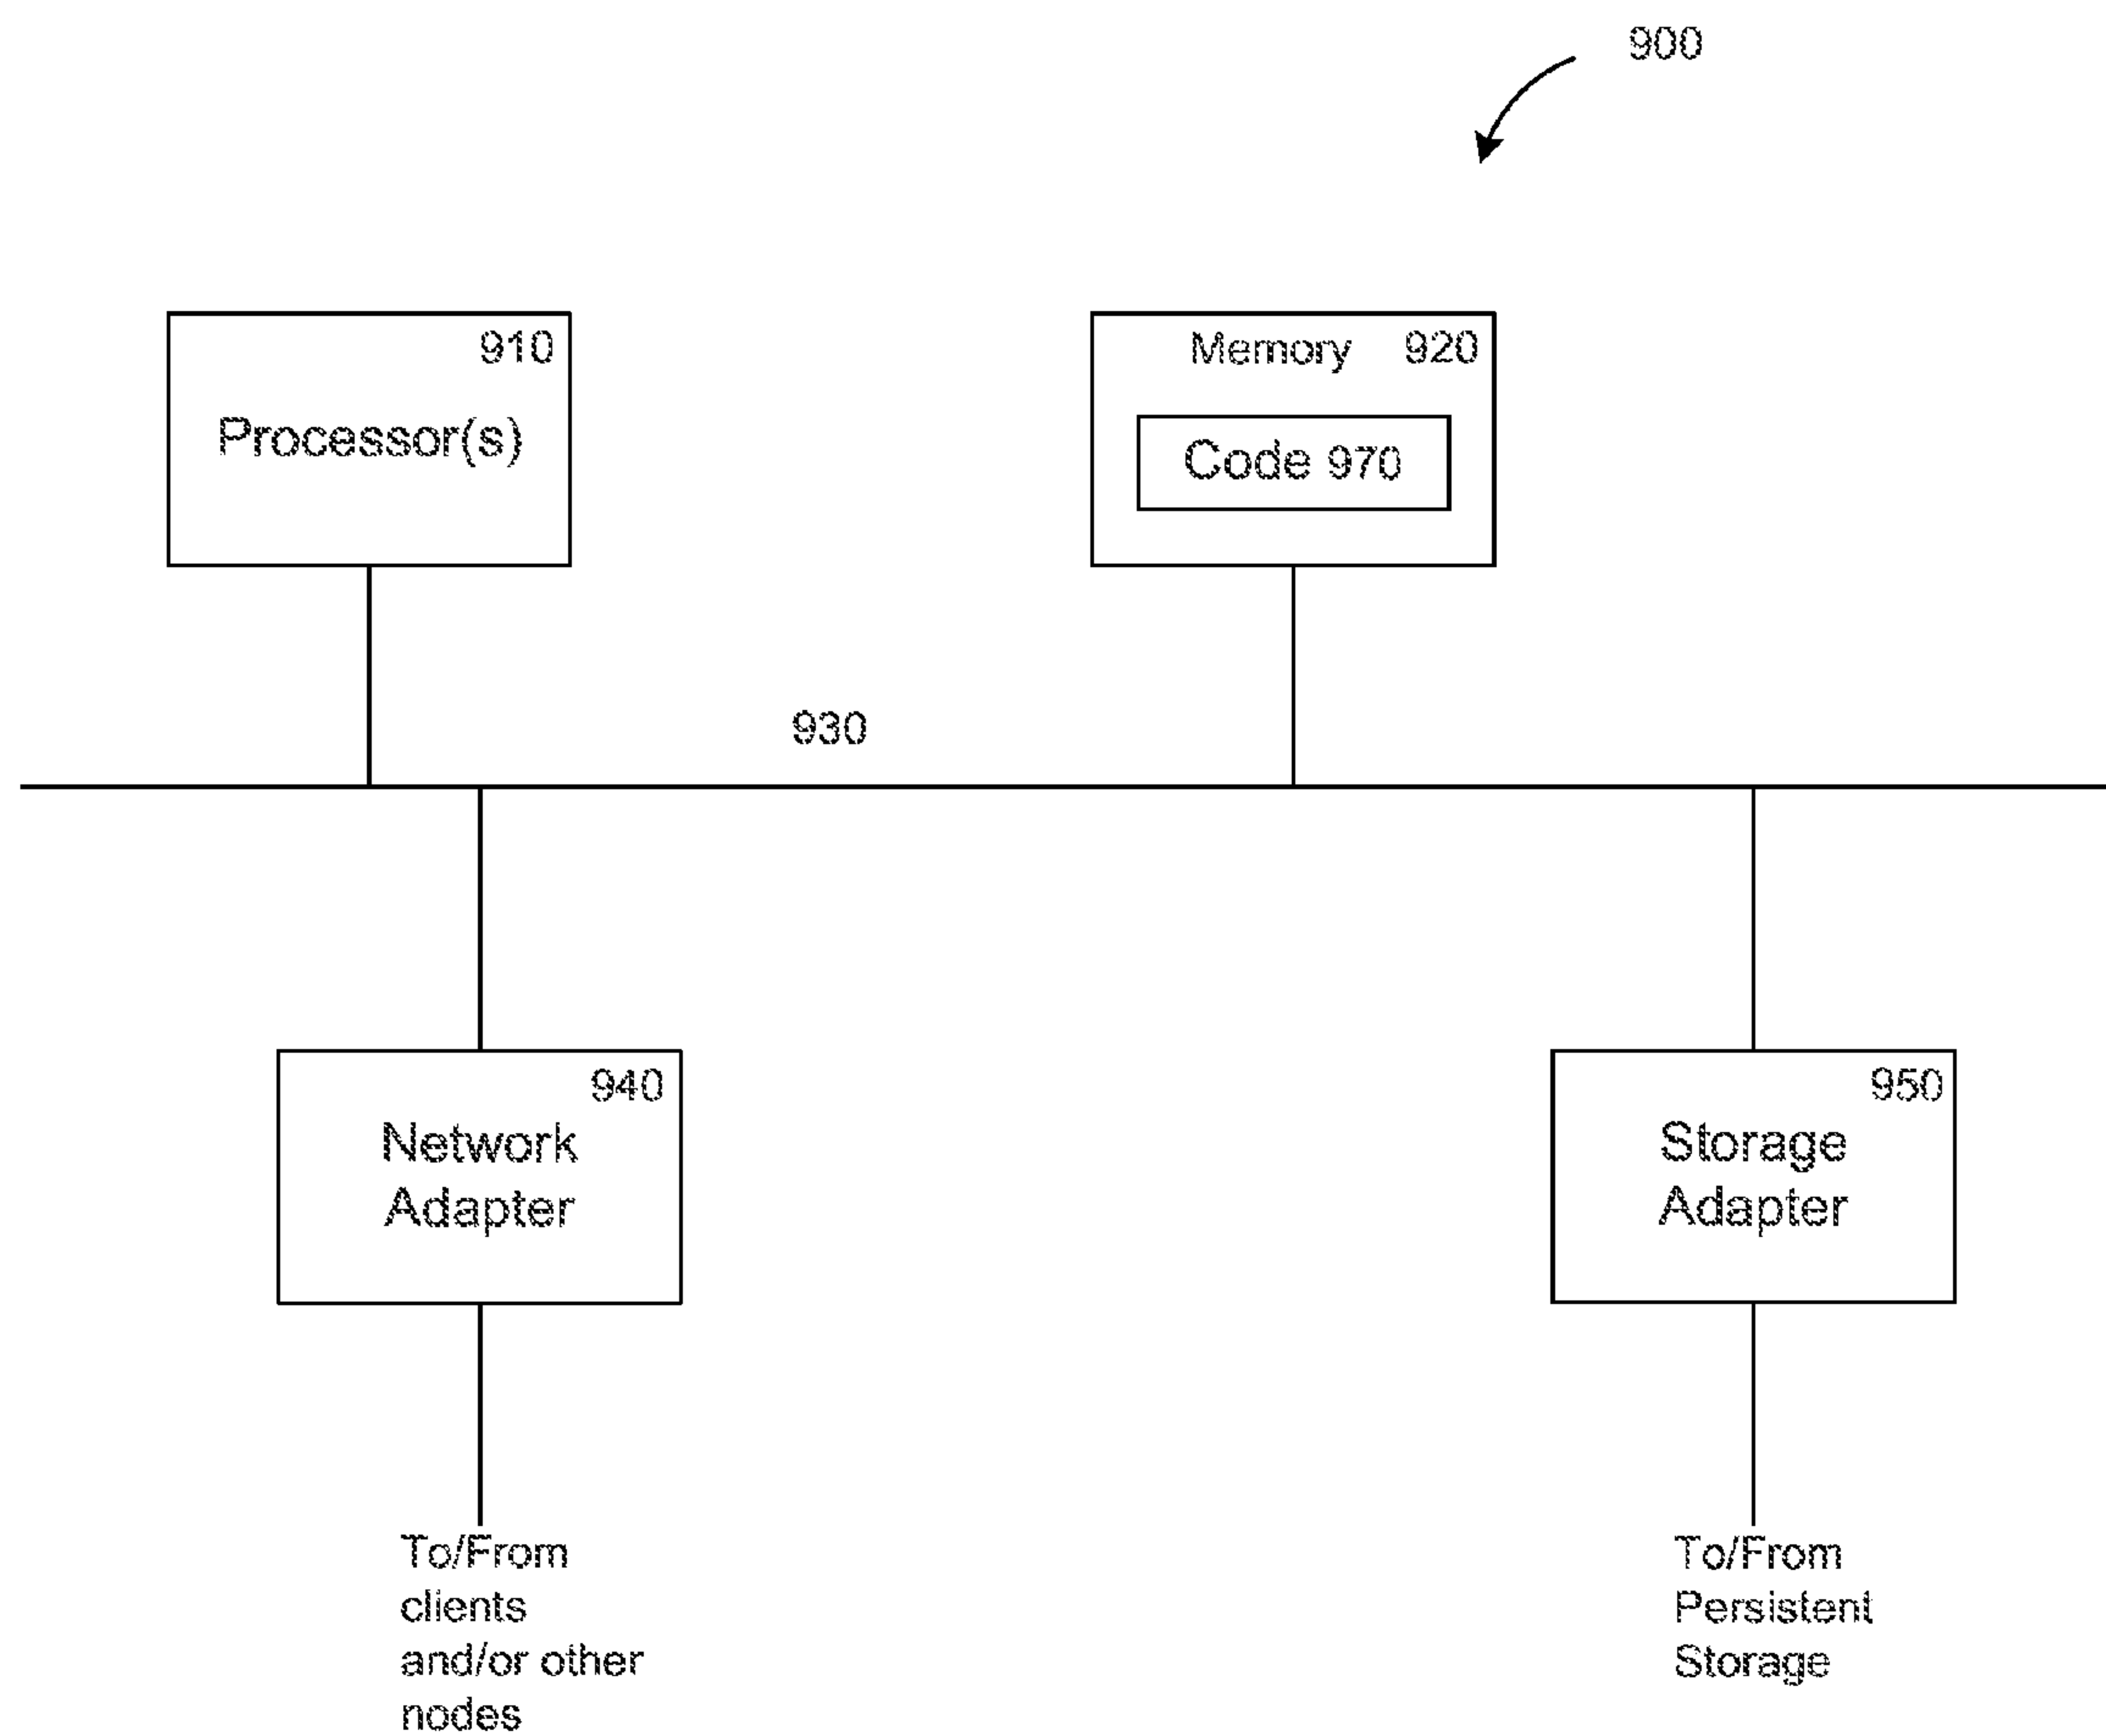 900
910
Processor(s)
Memory 920
Code 970
930
940
Network
Adapter
950
Storage
Adapter
To/From
clients
and/or other
nodes
To/From
Persistent
Storage